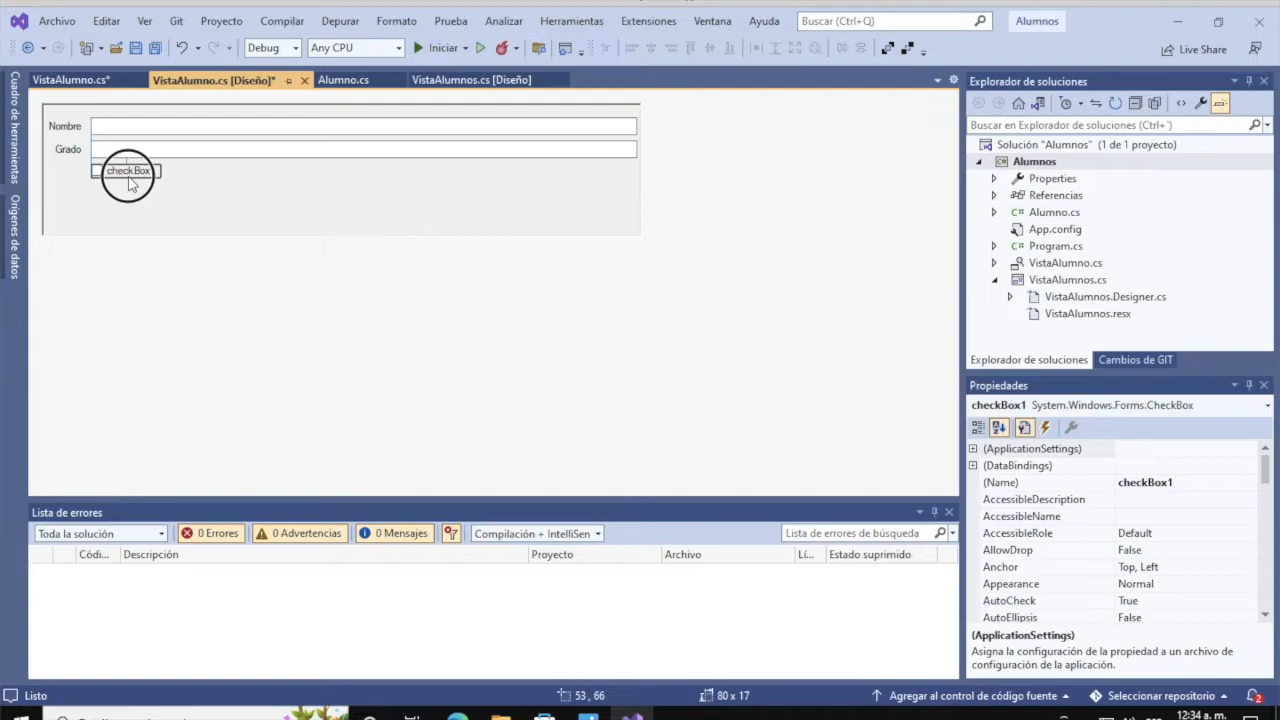 Archivo Editar Ver Git Proyecto Compilar Depurar Formato Prueba Analizar Herramientas Extensiones Ventana Ayuda Buscar (Ctrl+Q) Alumnos
Debug Any CPU Iniciar Live Share
VistaAlumno.cs* VistaAlumno.cs [Diseño]* Alumno.cs VistaAlumnos.cs [Diseño]
Cuadro de herramientas
Orígenes de datos
Nombre
Grado
checkBox
Explorador de soluciones
Buscar en Explorador de soluciones (Ctrl+`)
Solución "Alumnos" (1 de 1 proyecto)
Alumnos
Properties
Referencias
C# Alumno.cs
App.config
C# Program.cs
VistaAlumno.cs
VistaAlumnos.cs
VistaAlumnos.Designer.cs
VistaAlumnos.resx
Explorador de soluciones Cambios de GIT
Propiedades
checkBox1 System.Windows.Forms.CheckBox
(ApplicationSettings)
(DataBindings)
(Name) checkBox1
AccessibleDescription
AccessibleName
AccessibleRole Default
AllowDrop False
Anchor Top, Left
Appearance Normal
AutoCheck True
AutoEllipsis False
(ApplicationSettings)
Asigna la configuración de la propiedad a un archivo de
configuración de la aplicación.
Lista de errores
Toda la solución 0 Errores 0 Advertencias 0 Mensajes Compilación + IntelliSen Lista de errores de búsqueda
Códi... Descripción Proyecto Archivo Lí... Estado suprimido
Listo 53, 66 80 x 17 Agregar al control de código fuente Seleccionar repositorio 2
12:34 a. m.